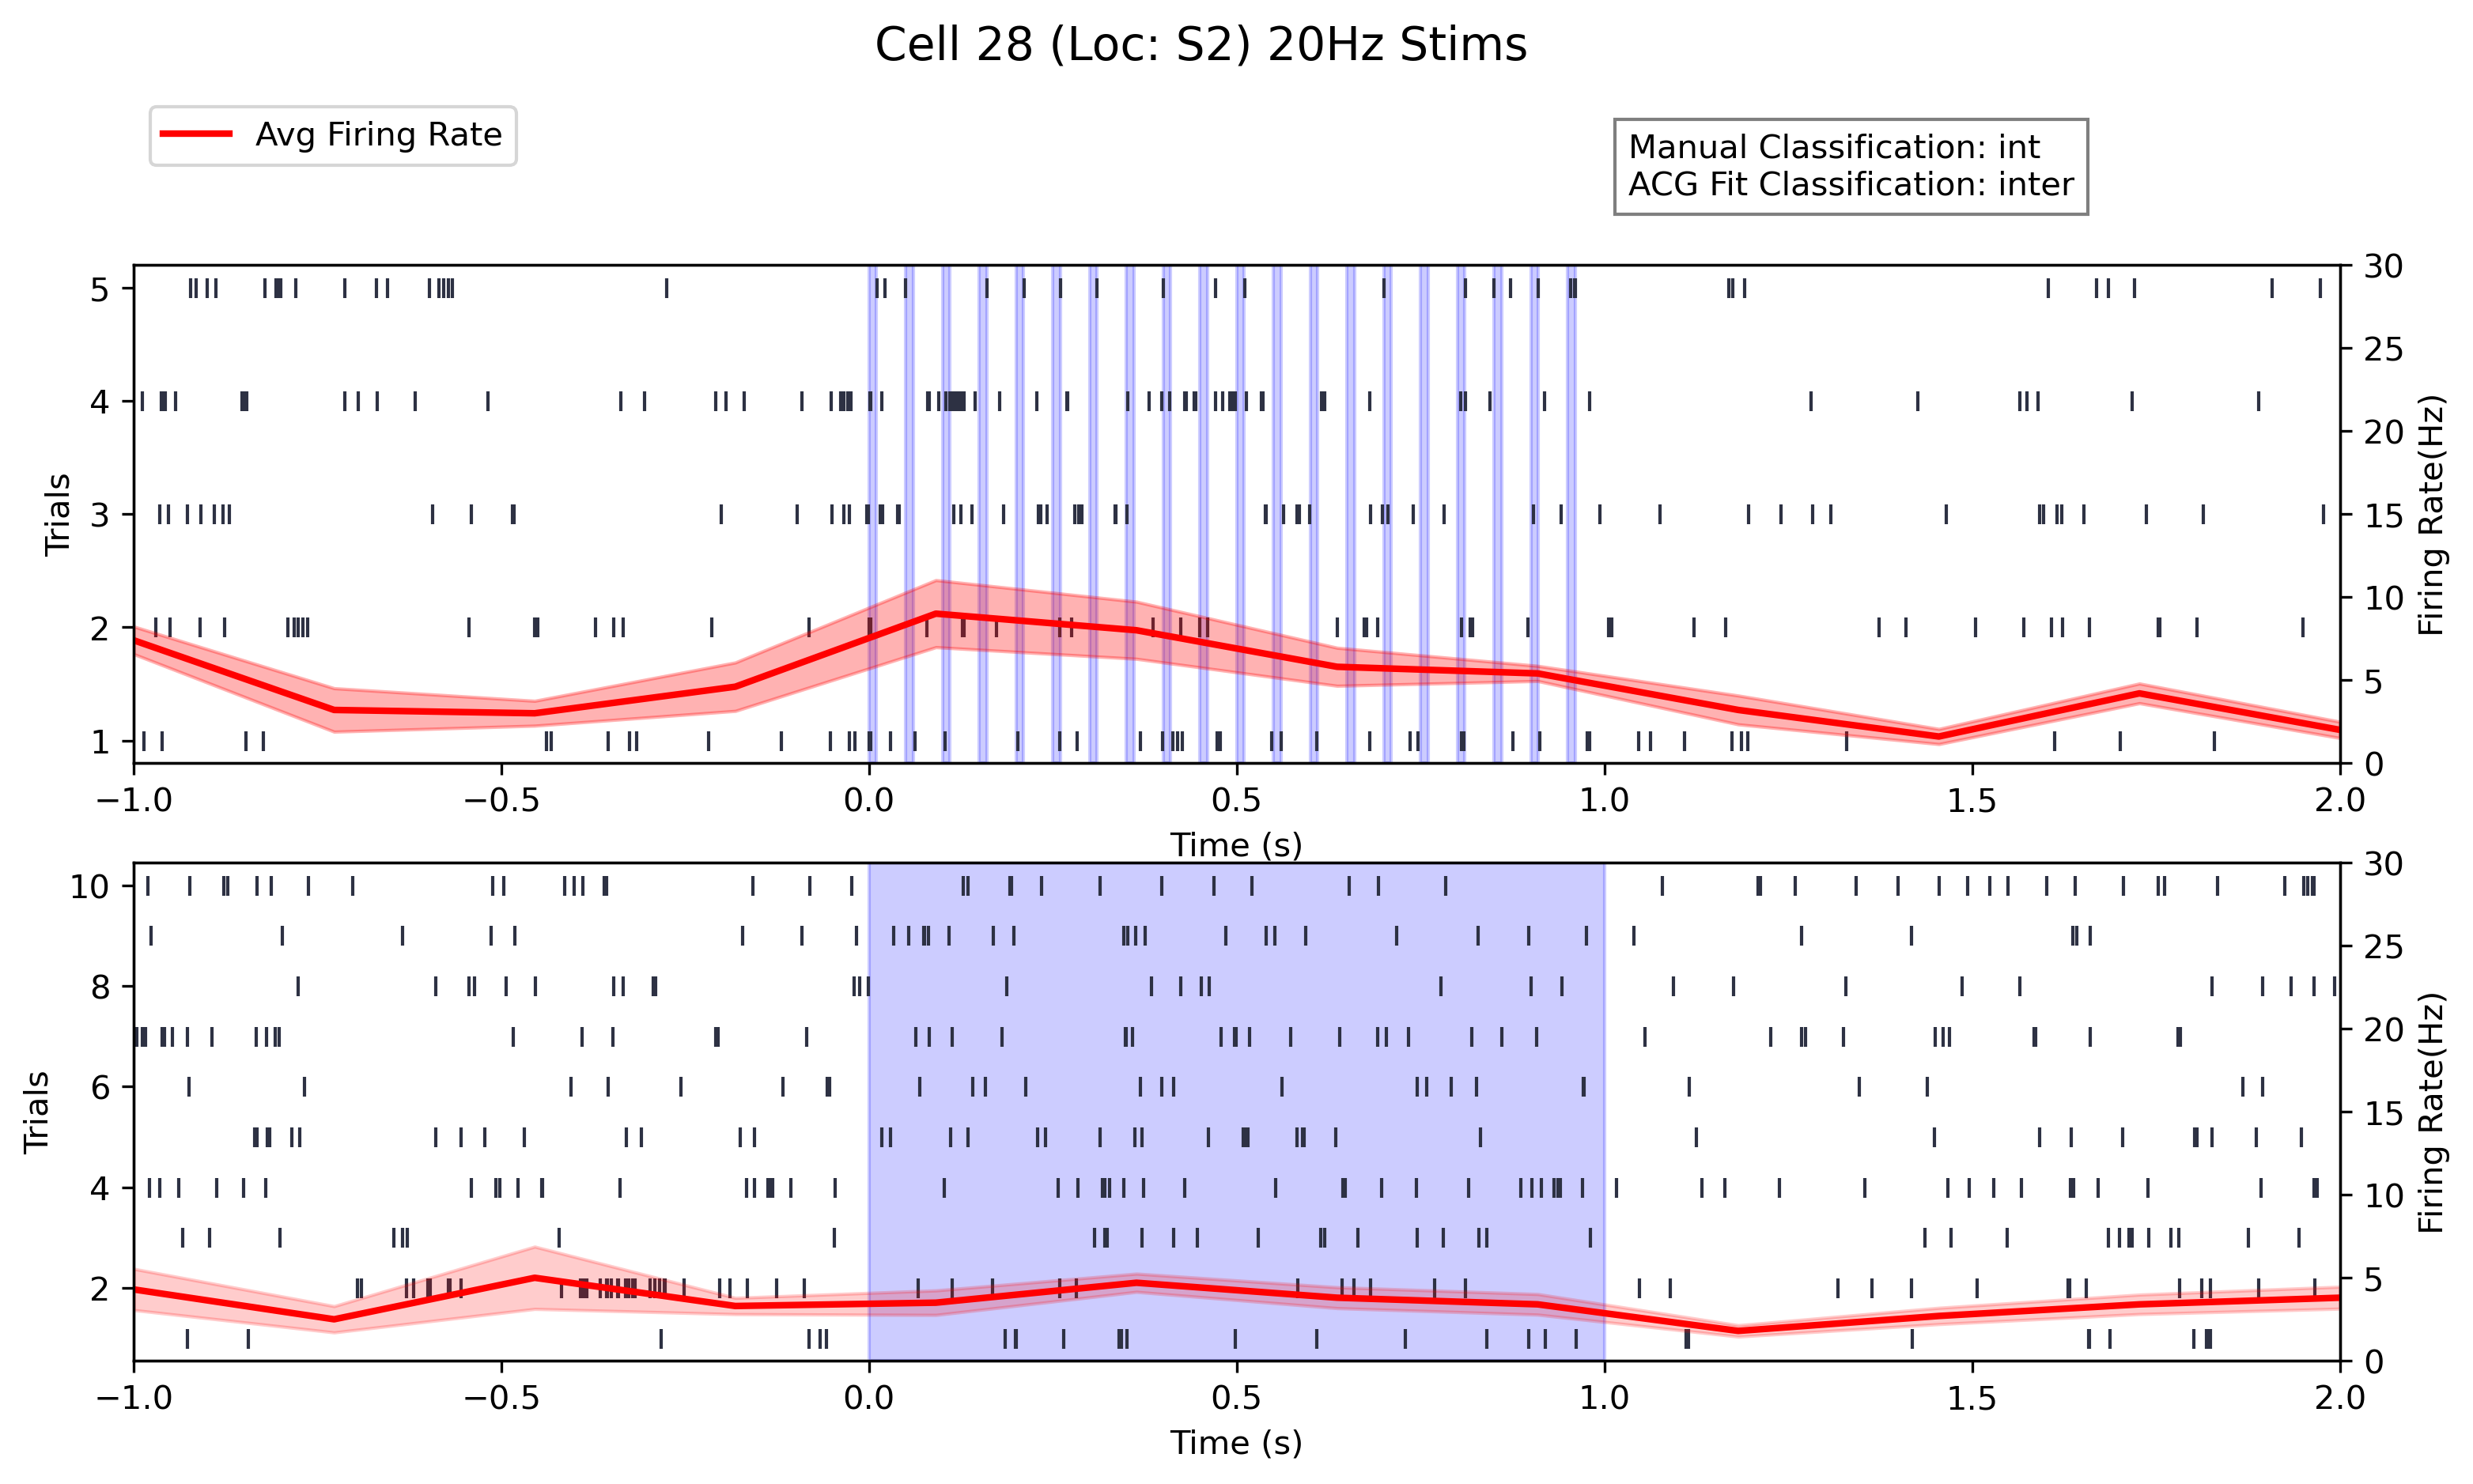 Cell 28 (Loc: S2) 20Hz Stims
Avg Firing Rate
Manual Classification: int
ACG Fit Classification: inter
5
4
3
2
1
Trials
30
25
20
15
10
5
0
Firing Rate(Hz)
−1.0 −0.5 0.0 0.5 1.0 1.5 2.0
Time (s)
10
8
6
4
2
Trials
30
25
20
15
10
5
0
Firing Rate(Hz)
−1.0 −0.5 0.0 0.5 1.0 1.5 2.0
Time (s)